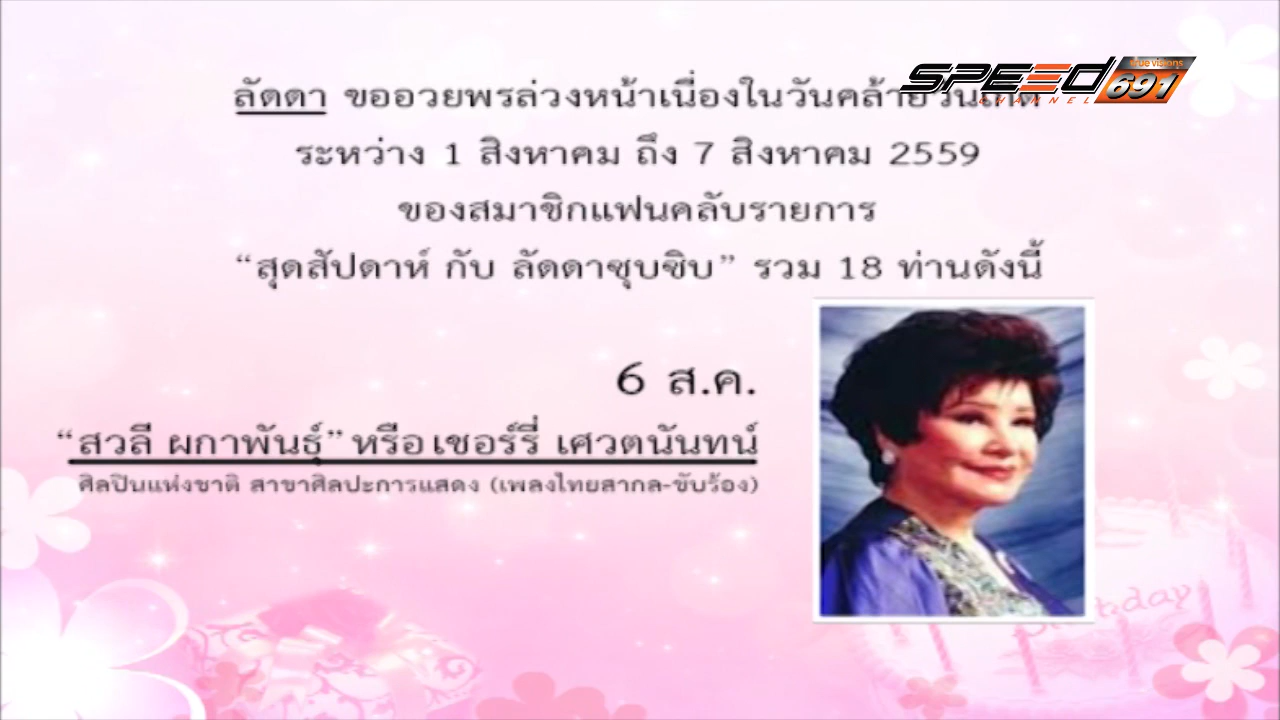 ลัดดา ขออวยพรล่วงหน้าเนื่องในวันคล้าย
ระหว่าง 1 สิงหาคม ถึง 7 สิงหาคม 2559
ของสมาชิกแฟนคลับรายการ
“สุดสัปดาห์ กับ ลัดดาซุบซิบ” รวม 18 ท่านดังนี้
6 ส.ค.
“สวลี ผกาพันธุ์” หรือ เชอร์รี่ เศวตนันทน์
ศิลปินแห่งชาติ สาขาศิลปะการแสดง (เพลงไทยสากล-ขับร้อง)
SPEED
CHANNEL
true visions
691